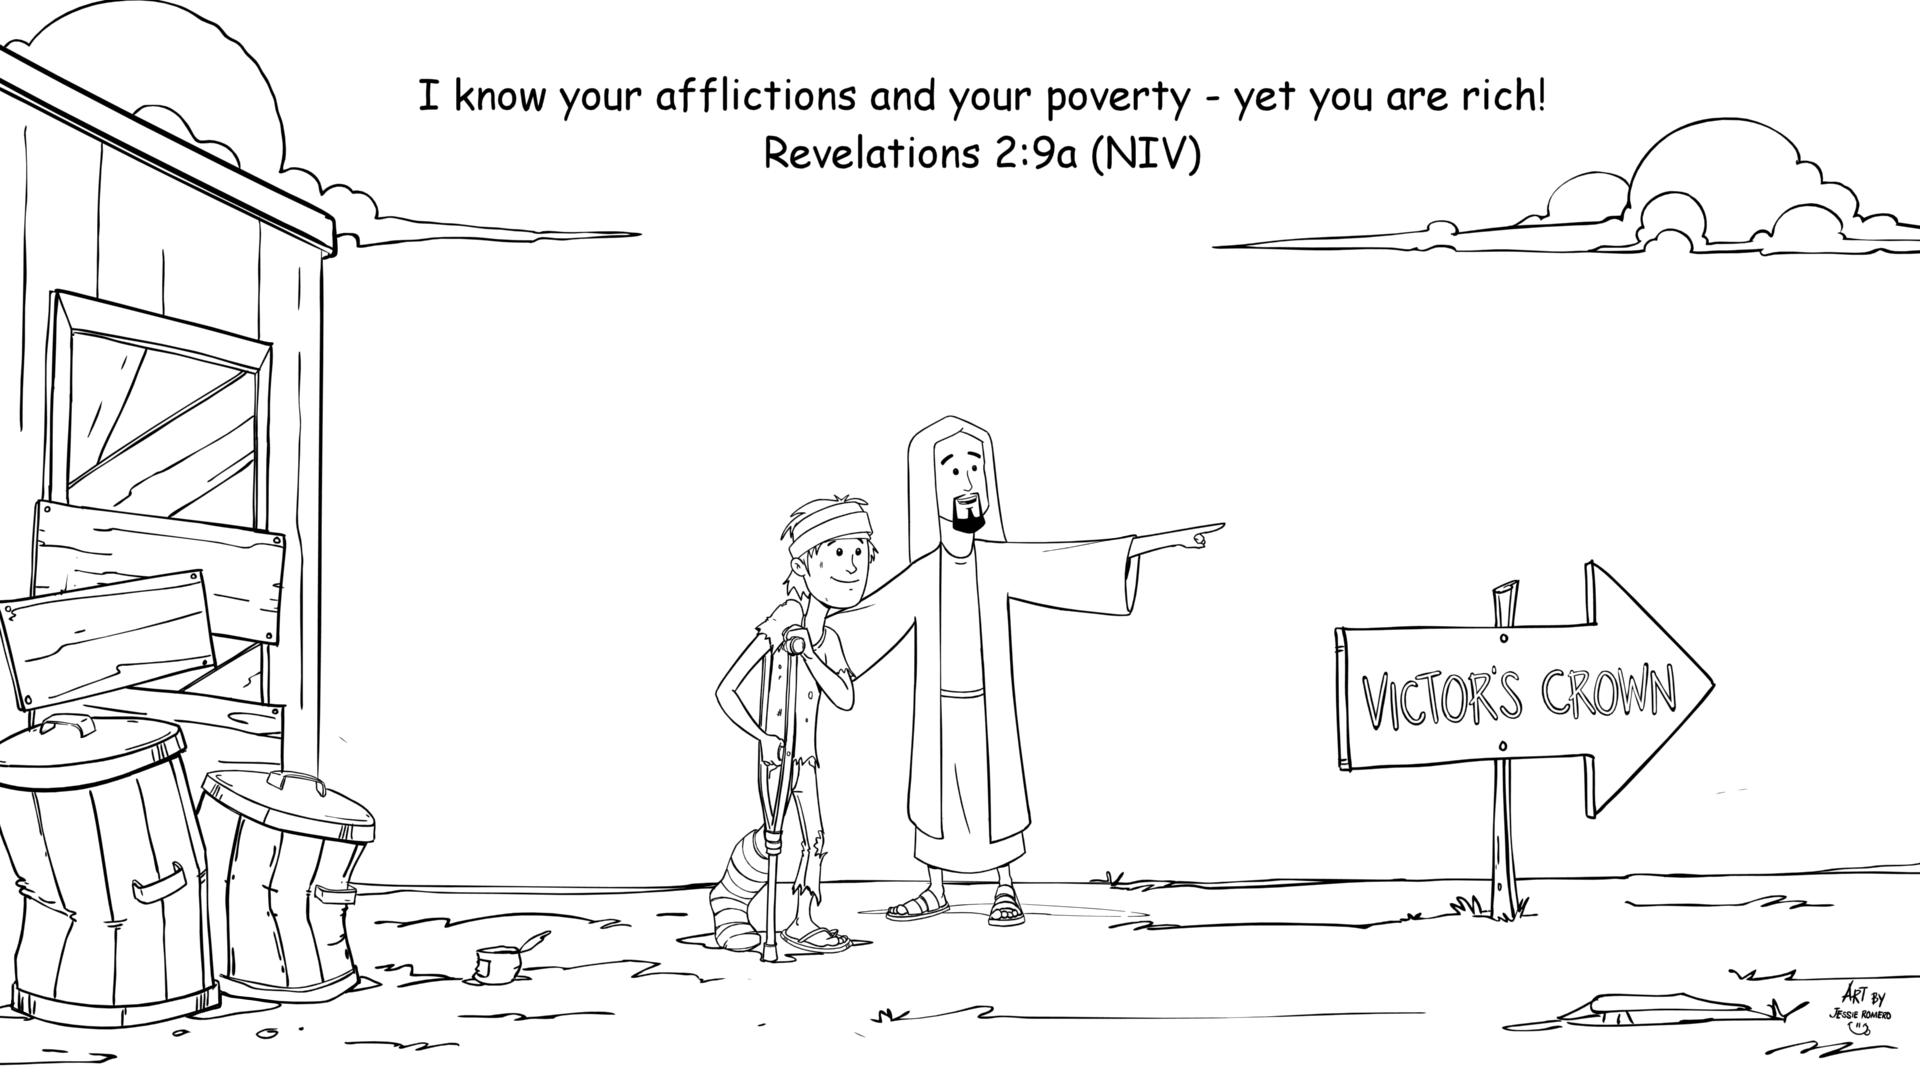 I know your afflictions and your poverty - yet you are rich!
Revelations 2:9a (NIV)
VICTOR'S CROWN
ART BY
JESSIE ROMERO